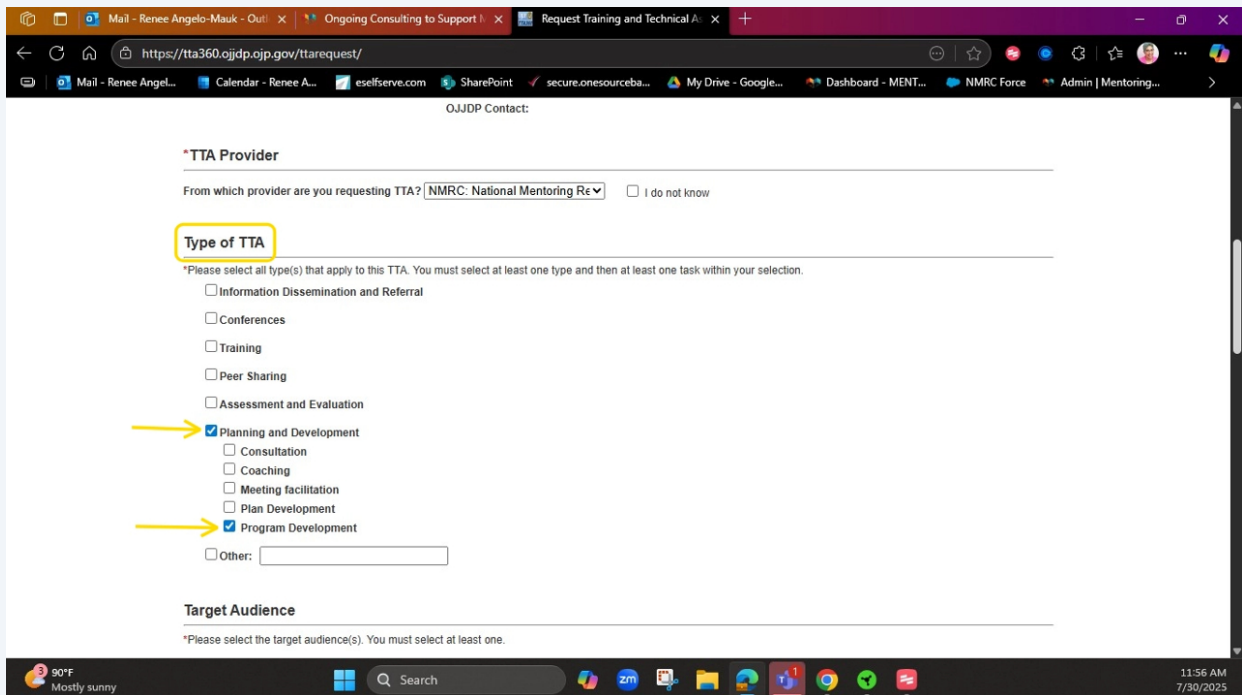 Mail - Renee Angelo-Mauk - Outl
Ongoing Consulting to Support
Request Training and Technical As
https://tta360.ojjdp.ojp.gov/ttarequest/
Mail - Renee Angel...
Calendar - Renee A...
eselfserve.com
SharePoint
secure.onesourceba...
My Drive - Google...
Dashboard - MENT...
NMRC Force
Admin | Mentoring...
OJJDP Contact:
*TTA Provider
From which provider are you requesting TTA? NMRC: National Mentoring Re I do not know
Type of TTA
*Please select all type(s) that apply to this TTA. You must select at least one type and then at least one task within your selection.
Information Dissemination and Referral
Conferences
Training
Peer Sharing
Assessment and Evaluation
Planning and Development
Consultation
Coaching
Meeting facilitation
Plan Development
Program Development
Other:
Target Audience
*Please select the target audience(s). You must select at least one.
3
90°F
Mostly sunny
Search
zm
1
11:56 AM
7/30/2025